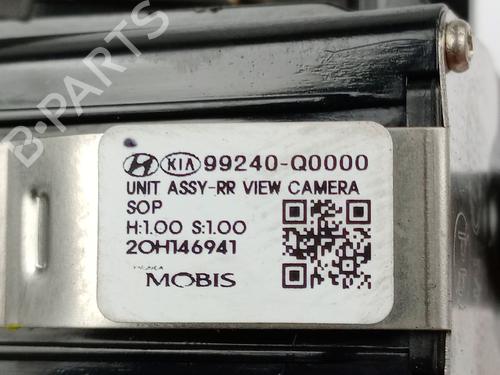 KIA 99240-Q0000
UNIT ASSY-RR VIEW CAMERA
SOP
H:1.00 S:1.00
20H146941
MOBIS
B-PARTS